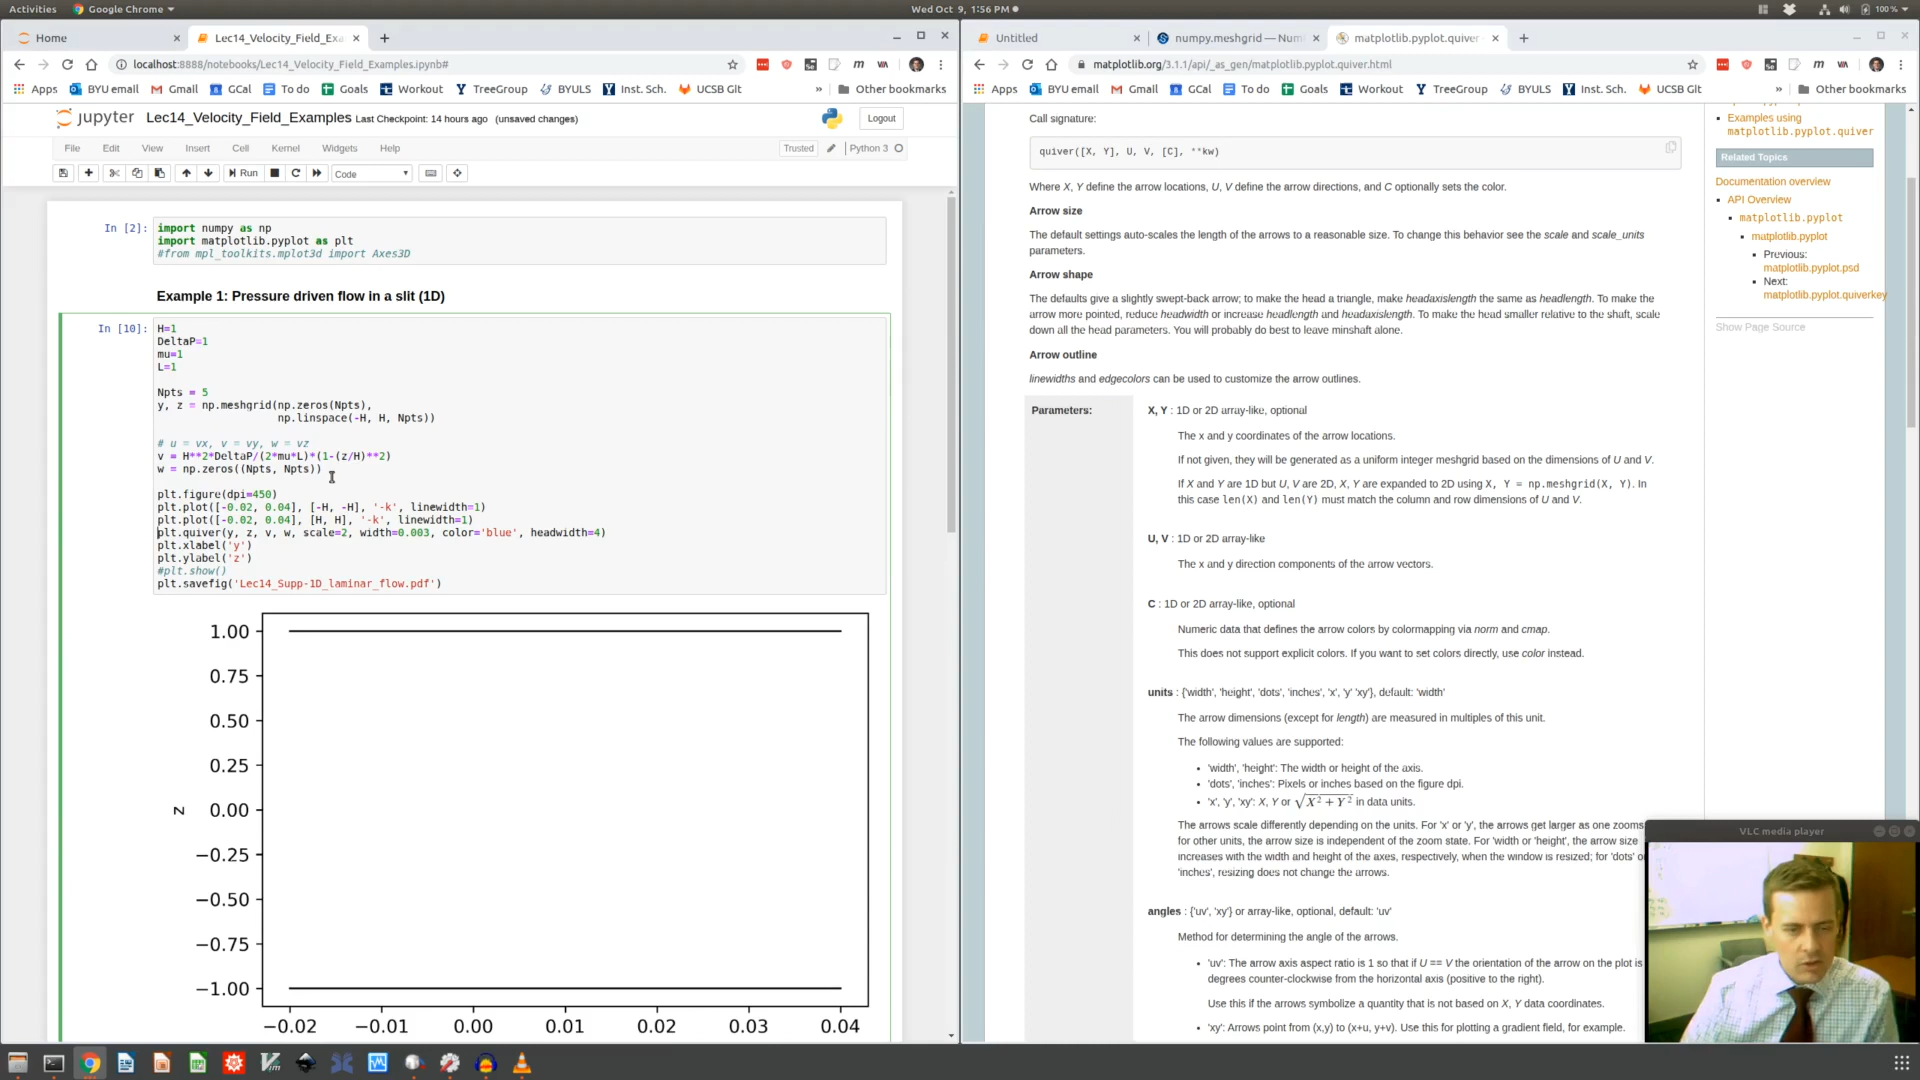 Activities
Google Chrome
Wed Oct 9, 1:56 PM
100 %
Home
Lec14_Velocity_Field_Exa
localhost:8888/notebooks/Lec14_Velocity_Field_Examples.ipynb#
Apps
BYU email
Gmail
GCal
To do
Goals
Workout
TreeGroup
BYULS
Inst. Sch.
UCSB GIt
»
Other bookmarks
jupyter
Lec14_Velocity_Field_Examples
Last Checkpoint: 14 hours ago
(unsaved changes)
Logout
File
Edit
View
Insert
Cell
Kernel
Widgets
Help
Trusted
Python 3
Run
Code
In [2]:
import numpy as np
import matplotlib.pyplot as plt
#from mpl_toolkits.mplot3d import Axes3D
Example 1: Pressure driven flow in a slit (1D)
In [10]:
H=1
DeltaP=1
mu=1
L=1
Npts = 5
y, z = np.meshgrid(np.zeros(Npts),
np.linspace(-H, H, Npts))
# u = vx, v = vy, w = vz
v = H**2*DeltaP/(2*mu*L)*(1-(z/H)**2)
w = np.zeros((Npts, Npts))
plt.figure(dpi=450)
plt.plot([-0.02, 0.04], [-H, -H], '-k', linewidth=1)
plt.plot([-0.02, 0.04], [H, H], '-k', linewidth=1)
plt.quiver(y, z, v, w, scale=2, width=0.003, color='blue', headwidth=4)
plt.xlabel('y')
plt.ylabel('z')
#plt.show()
plt.savefig('Lec14_Supp-1D_laminar_flow.pdf')
1.00
0.75
0.50
0.25
0.00
−0.25
−0.50
−0.75
−1.00
z
−0.02
−0.01
0.00
0.01
0.02
0.03
0.04
Untitled
numpy.meshgrid — Num
matplotlib.pyplot.quiver
matplotlib.org/3.1.1/api/_as_gen/matplotlib.pyplot.quiver.html
Apps
BYU email
Gmail
GCal
To do
Goals
Workout
TreeGroup
BYULS
Inst. Sch.
UCSB GIt
»
Other bookmarks
Call signature:
quiver([X, Y], U, V, [C], **kw)
Where X, Y define the arrow locations, U, V define the arrow directions, and C optionally sets the color.
Arrow size
The default settings auto-scales the length of the arrows to a reasonable size. To change this behavior see the scale and scale_units
parameters.
Arrow shape
The defaults give a slightly swept-back arrow; to make the head a triangle, make headaxislength the same as headlength. To make the
arrow more pointed, reduce headwidth or increase headlength and headaxislength. To make the head smaller relative to the shaft, scale
down all the head parameters. You will probably do best to leave minshaft alone.
Arrow outline
linewidths and edgecolors can be used to customize the arrow outlines.
Parameters:
X, Y : 1D or 2D array-like, optional
The x and y coordinates of the arrow locations.
If not given, they will be generated as a uniform integer meshgrid based on the dimensions of U and V.
If X and Y are 1D but U, V are 2D, X, Y are expanded to 2D using X, Y = np.meshgrid(X, Y). In
this case len(X) and len(Y) must match the column and row dimensions of U and V.
U, V : 1D or 2D array-like
The x and y direction components of the arrow vectors.
C : 1D or 2D array-like, optional
Numeric data that defines the arrow colors by colormapping via norm and cmap.
This does not support explicit colors. If you want to set colors directly, use color instead.
units : {'width', 'height', 'dots', 'inches', 'x', 'y' 'xy'}, default: 'width'
The arrow dimensions (except for length) are measured in multiples of this unit.
The following values are supported:
• 'width', 'height': The width or height of the axis.
• 'dots', 'inches': Pixels or inches based on the figure dpi.
• 'x', 'y', 'xy': X, Y or √X² + Y² in data units.
The arrows scale differently depending on the units. For 'x' or 'y', the arrows get larger as one zooms
for other units, the arrow size is independent of the zoom state. For 'width or 'height', the arrow size
increases with the width and height of the axes, respectively, when the window is resized; for 'dots' o
'inches', resizing does not change the arrows.
angles : {'uv', 'xy'} or array-like, optional, default: 'uv'
Method for determining the angle of the arrows.
• 'uv': The arrow axis aspect ratio is 1 so that if U == V the orientation of the arrow on the plot is
degrees counter-clockwise from the horizontal axis (positive to the right).
Use this if the arrows symbolize a quantity that is not based on X, Y data coordinates.
• 'xy': Arrows point from (x,y) to (x+u, y+v). Use this for plotting a gradient field, for example.
Examples using
matplotlib.pyplot.quiver
Related Topics
Documentation overview
API Overview
matplotlib.pyplot
matplotlib.pyplot
Previous:
matplotlib.pyplot.psd
Next:
matplotlib.pyplot.quiverkey
Show Page Source
VLC media player